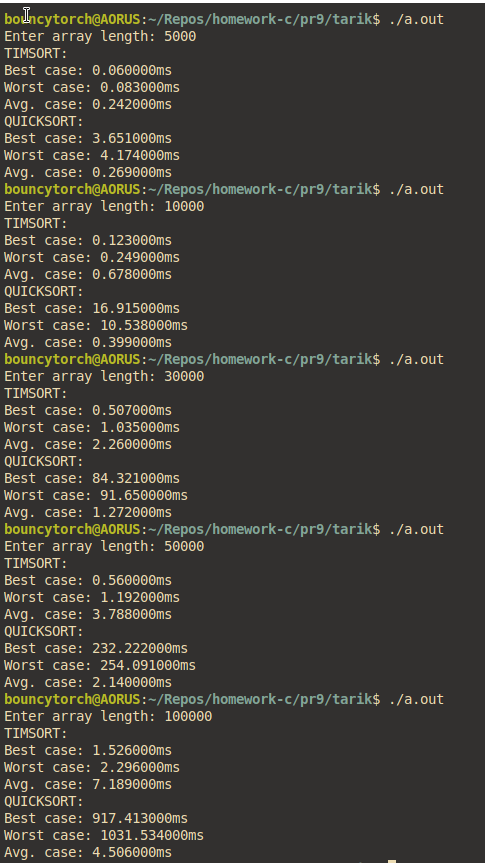 bouncytorch@AORUS:~/Repos/homework-c/pr9/tarik$ ./a.out
Enter array length: 5000
TIMSORT:
Best case: 0.060000ms
Worst case: 0.083000ms
Avg. case: 0.242000ms
QUICKSORT:
Best case: 3.651000ms
Worst case: 4.174000ms
Avg. case: 0.269000ms
bouncytorch@AORUS:~/Repos/homework-c/pr9/tarik$ ./a.out
Enter array length: 10000
TIMSORT:
Best case: 0.123000ms
Worst case: 0.249000ms
Avg. case: 0.678000ms
QUICKSORT:
Best case: 16.915000ms
Worst case: 10.538000ms
Avg. case: 0.399000ms
bouncytorch@AORUS:~/Repos/homework-c/pr9/tarik$ ./a.out
Enter array length: 30000
TIMSORT:
Best case: 0.507000ms
Worst case: 1.035000ms
Avg. case: 2.260000ms
QUICKSORT:
Best case: 84.321000ms
Worst case: 91.650000ms
Avg. case: 1.272000ms
bouncytorch@AORUS:~/Repos/homework-c/pr9/tarik$ ./a.out
Enter array length: 50000
TIMSORT:
Best case: 0.560000ms
Worst case: 1.192000ms
Avg. case: 3.788000ms
QUICKSORT:
Best case: 232.222000ms
Worst case: 254.091000ms
Avg. case: 2.140000ms
bouncytorch@AORUS:~/Repos/homework-c/pr9/tarik$ ./a.out
Enter array length: 100000
TIMSORT:
Best case: 1.526000ms
Worst case: 2.296000ms
Avg. case: 7.189000ms
QUICKSORT:
Best case: 917.413000ms
Worst case: 1031.534000ms
Avg. case: 4.506000ms